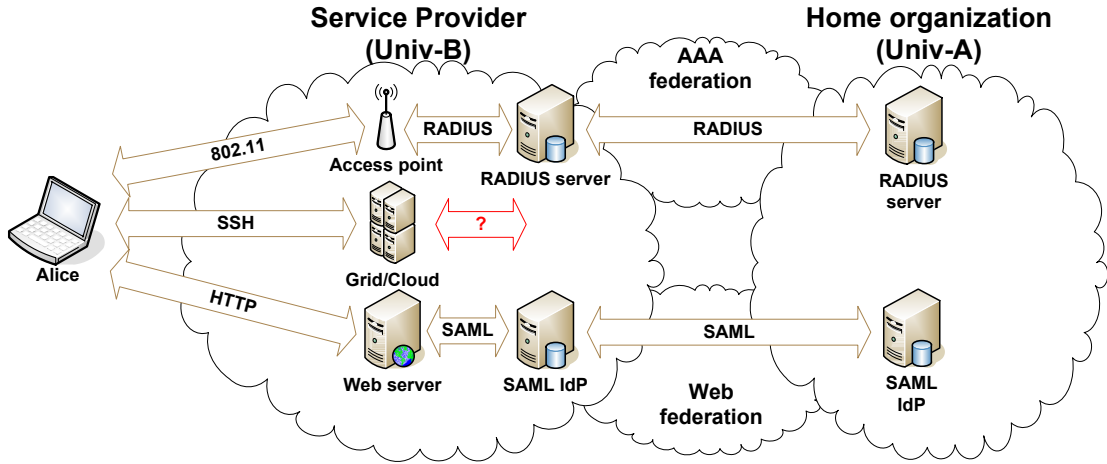 Service Provider
(Univ-B)
Home organization
(Univ-A)
AAA
federation
802.11
Access point
RADIUS
RADIUS server
RADIUS
RADIUS
server
Alice
SSH
Grid/Cloud
?
HTTP
Web server
SAML
SAML IdP
SAML
SAML
IdP
Web
federation